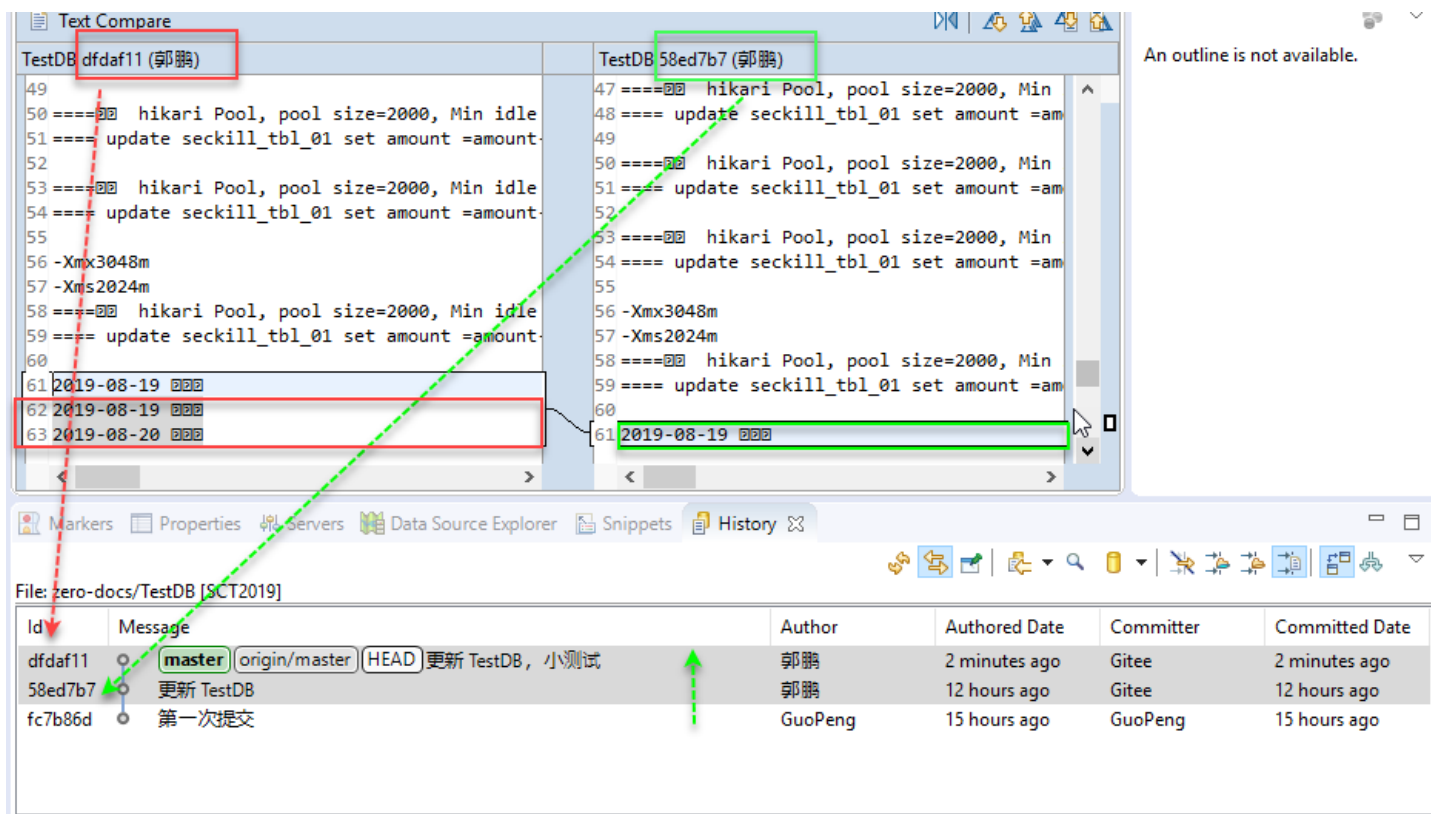 Text Compare
An outline is not available.
TestDB dfdaf11 (郭鹏)
49
50 ==== hikari Pool, pool size=2000, Min idle
51 ==== update seckill_tbl_01 set amount =amount-
52
53 ==== hikari Pool, pool size=2000, Min idle
54 ==== update seckill_tbl_01 set amount =amount-
55
56 -Xmx3048m
57 -Xms2024m
58 ==== hikari Pool, pool size=2000, Min idle
59 ==== update seckill_tbl_01 set amount =amount-
60
61 2019-08-19
62 2019-08-19
63 2019-08-20
TestDB 58ed7b7 (郭鹏)
47 ==== hikari Pool, pool size=2000, Min
48 ==== update seckill_tbl_01 set amount =am
49
50 ==== hikari Pool, pool size=2000, Min
51 ==== update seckill_tbl_01 set amount =am
52
53 ==== hikari Pool, pool size=2000, Min
54 ==== update seckill_tbl_01 set amount =am
55
56 -Xmx3048m
57 -Xms2024m
58 ==== hikari Pool, pool size=2000, Min
59 ==== update seckill_tbl_01 set amount =am
60
61 2019-08-19
Markers Properties Servers Data Source Explorer Snippets History
File: zero-docs/TestDB [SCT2019]
Id Message Author Authored Date Committer Committed Date
dfdaf11 master origin/master HEAD 更新 TestDB，小测试 郭鹏 2 minutes ago Gitee 2 minutes ago
58ed7b7 更新 TestDB 郭鹏 12 hours ago Gitee 12 hours ago
fc7b86d 第一次提交 GuoPeng 15 hours ago GuoPeng 15 hours ago